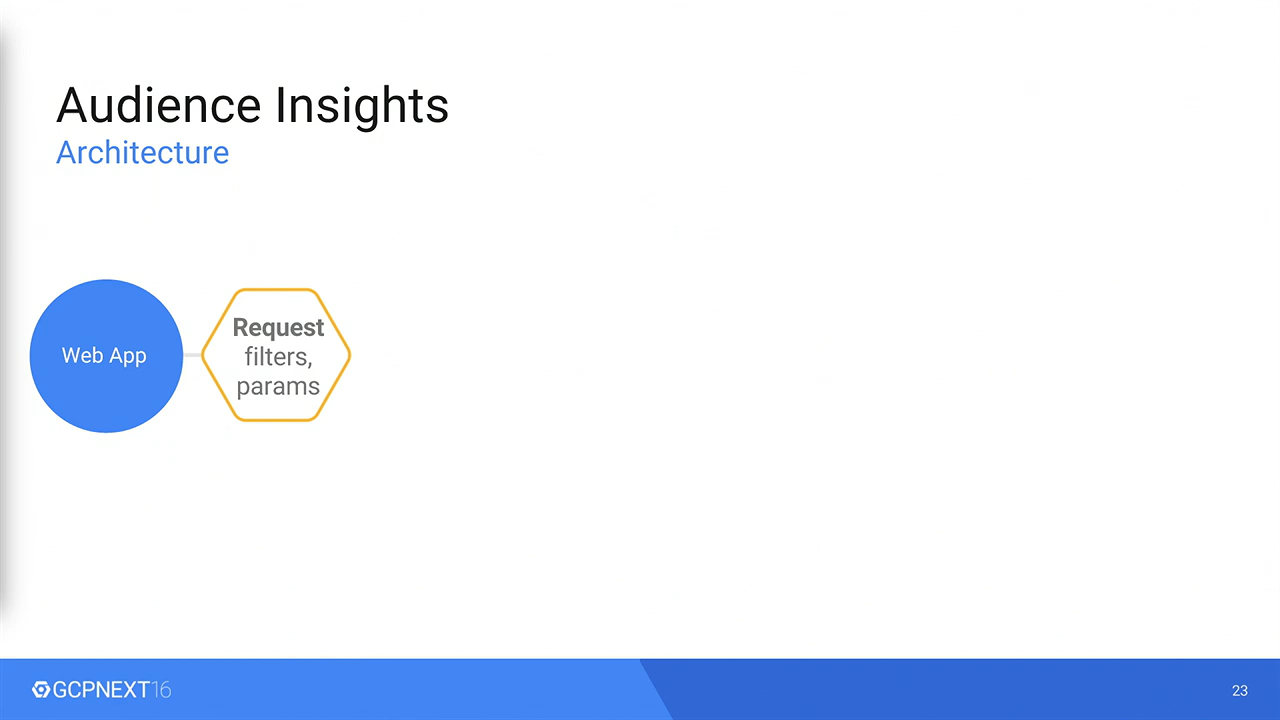 Audience Insights
Architecture
Web App
Request
filters,
params
GCPNEXT16
23